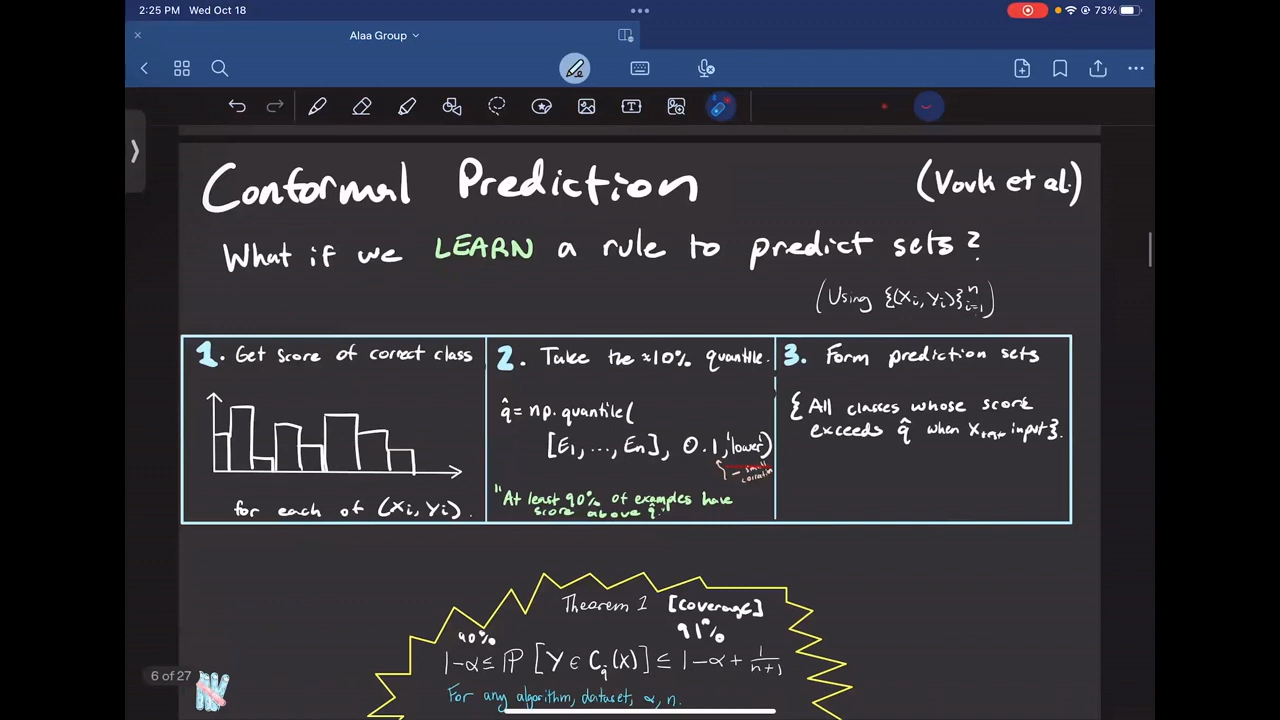 2:25 PM Wed Oct 18
73%
Alaa Group
Conformal Prediction (Vovk et al.)
What if we LEARN a rule to predict sets?
(Using {(Xi, Yi)}ⁿi=1)
1. Get score of correct class
for each of (Xi, Yi).
2. Take the ≈10% quantile.
q̂ = np.quantile(
[E1, ..., En], 0.1, 'lower')
- small
correction
"At least 90% of examples have
score above q̂."
3. Form prediction sets
{All classes whose score
exceeds q̂ when Xtest input}.
Theorem 1 [coverage]
90% 91%
1-α ≤ ℙ [Y ∈ Cq̂(X)] ≤ 1-α + 1/(n+1)
For any algorithm, dataset, α, n.
6 of 27